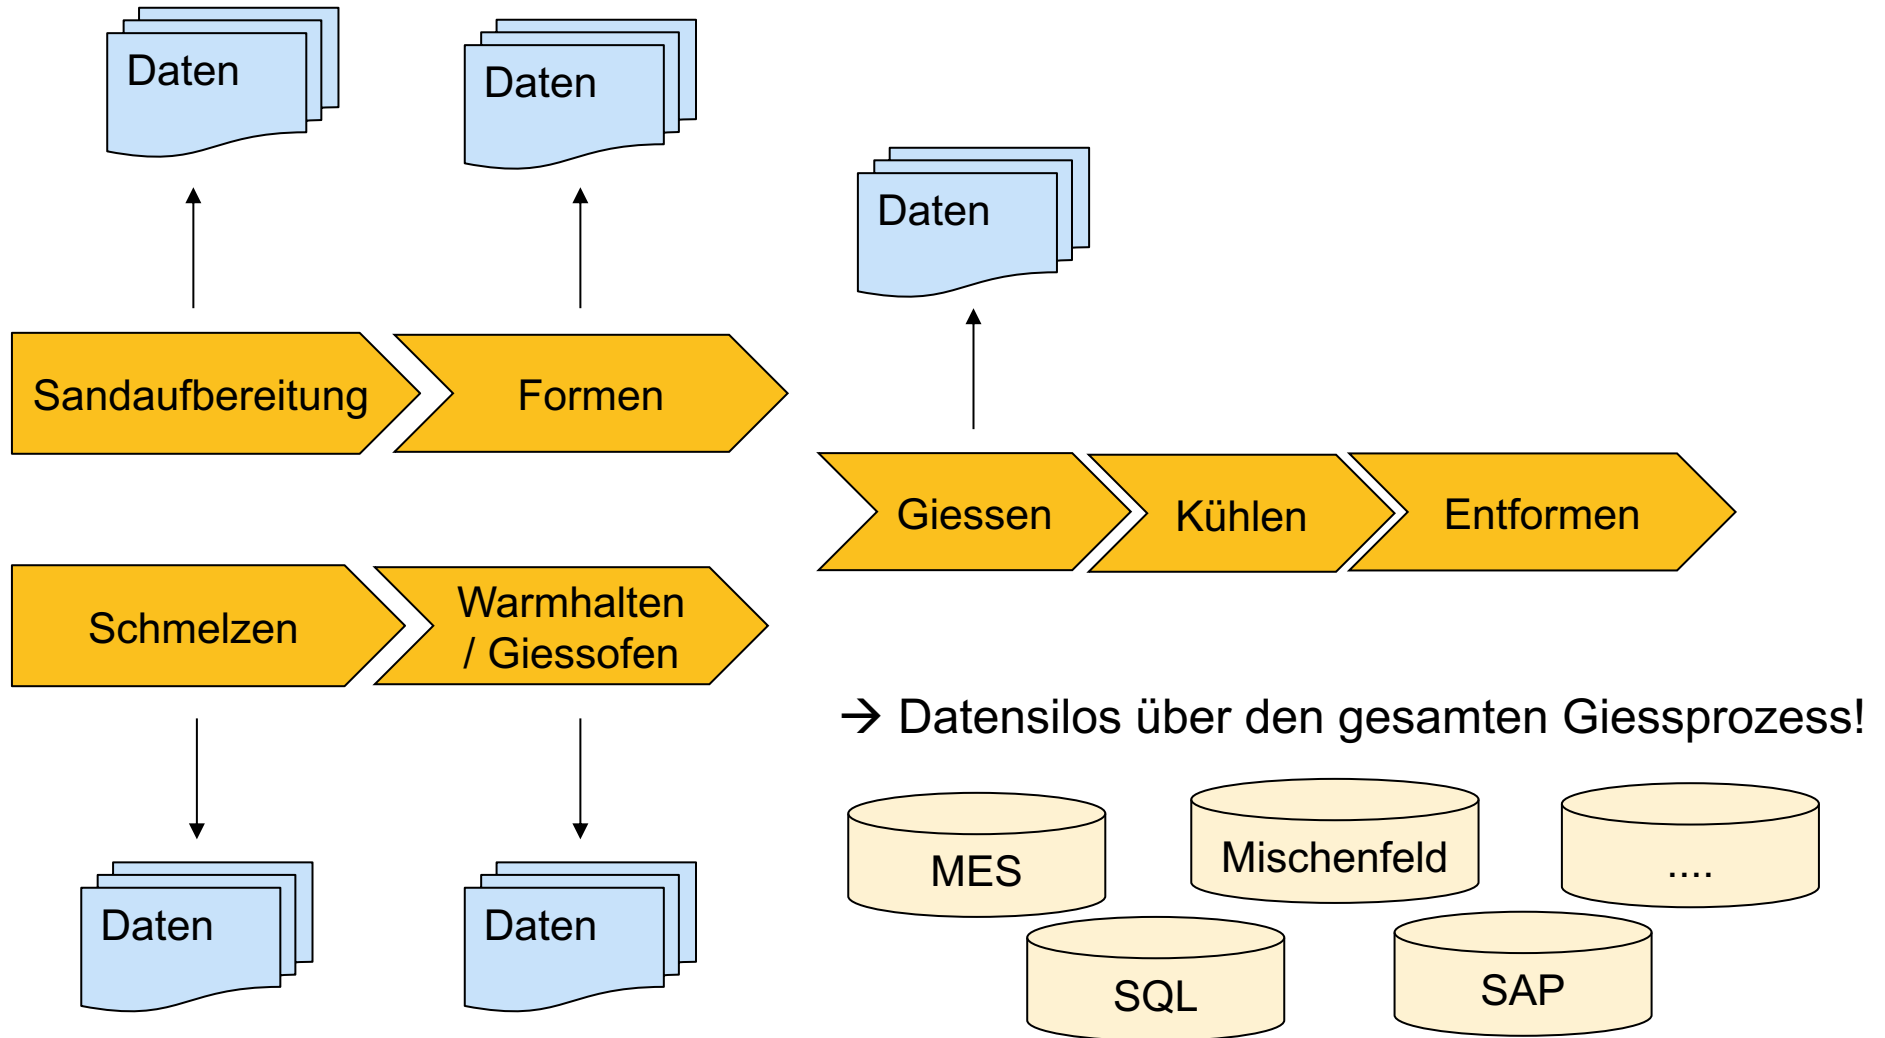 Daten
Daten
Daten
Sandaufbereitung
Formen
Giessen
Kühlen
Entformen
Schmelzen
Warmhalten
/ Giessofen
→ Datensilos über den gesamten Giessprozess!
MES
Mischenfeld
....
Daten
Daten
SQL
SAP